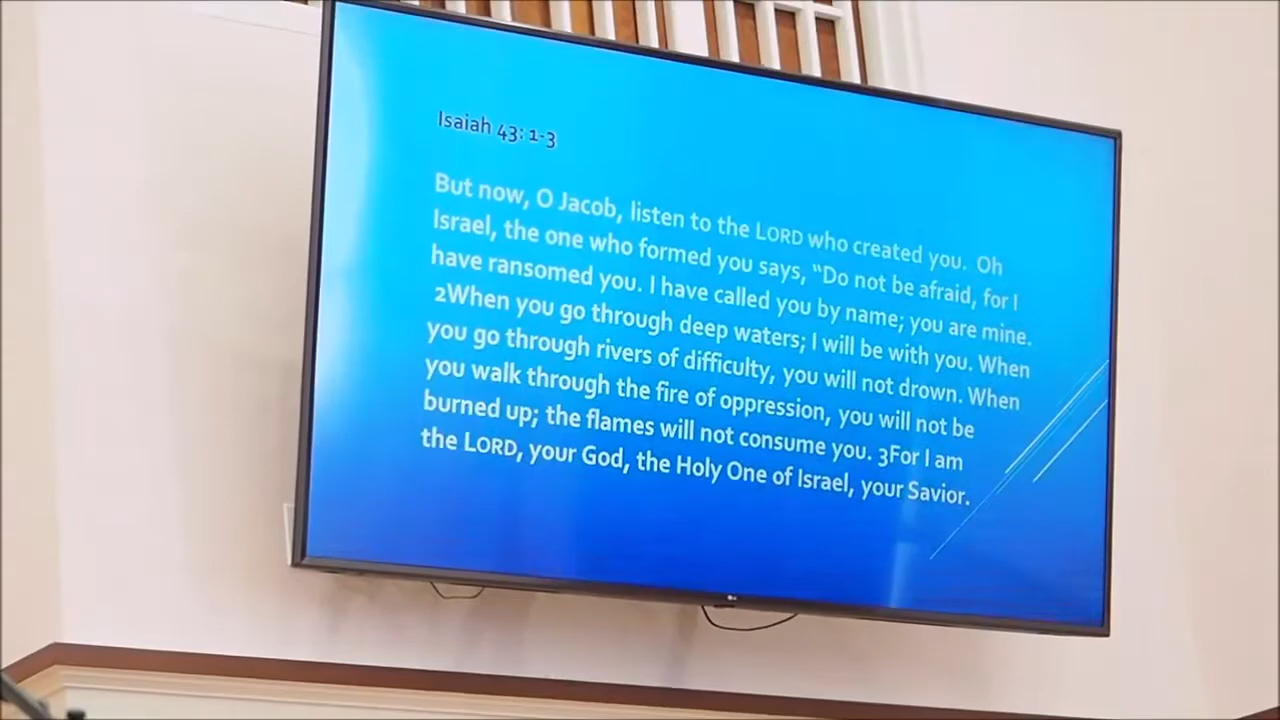 Isaiah 43: 1-3
But now, O Jacob, listen to the LORD who created you.  Oh
Israel, the one who formed you says, “Do not be afraid, for I
have ransomed you. I have called you by name; you are mine.
2When you go through deep waters; I will be with you. When
you go through rivers of difficulty, you will not drown. When
you walk through the fire of oppression, you will not be
burned up; the flames will not consume you. 3For I am
the LORD, your God, the Holy One of Israel, your Savior.